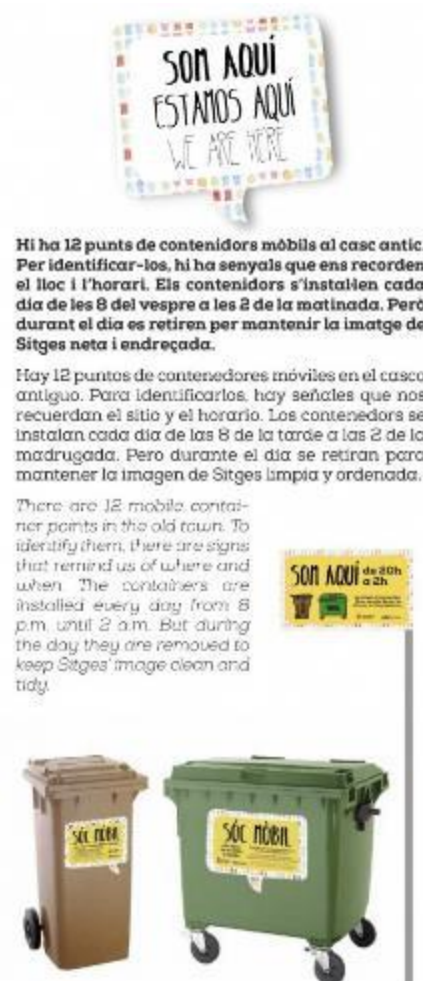 SOM AQUÍ
ESTAMOS AQUÍ
WE ARE HERE
Hi ha 12 punts de contenidors mòbils al casc antic.
Per identificar-los, hi ha senyals que ens recorden
el lloc i l'horari. Els contenidors s'instal·len cada
dia de les 8 del vespre a les 2 de la matinada. Però
durant el dia es retiren per mantenir la imatge de
Sitges neta i endreçada.
Hay 12 puntos de contenedores móviles en el casco
antiguo. Para identificarlos, hay señales que nos
recuerdan el sitio y el horario. Los contenedors se
instalan cada día de las 8 de la tarde a las 2 de la
madrugada. Pero durante el día se retiran para
mantener la imagen de Sitges limpia y ordenada.
There are 12 mobile contai-
ner points in the old town. To
identify them, there are signs
that remind us of where and
when. The containers are
installed every day from 8
p.m. until 2 a.m. But during
the day they are removed to
keep Sitges' image clean and
tidy.
SOM AQUÍ de 20h
a 2h
SÓC MÒBIL
SÓC MÒBIL